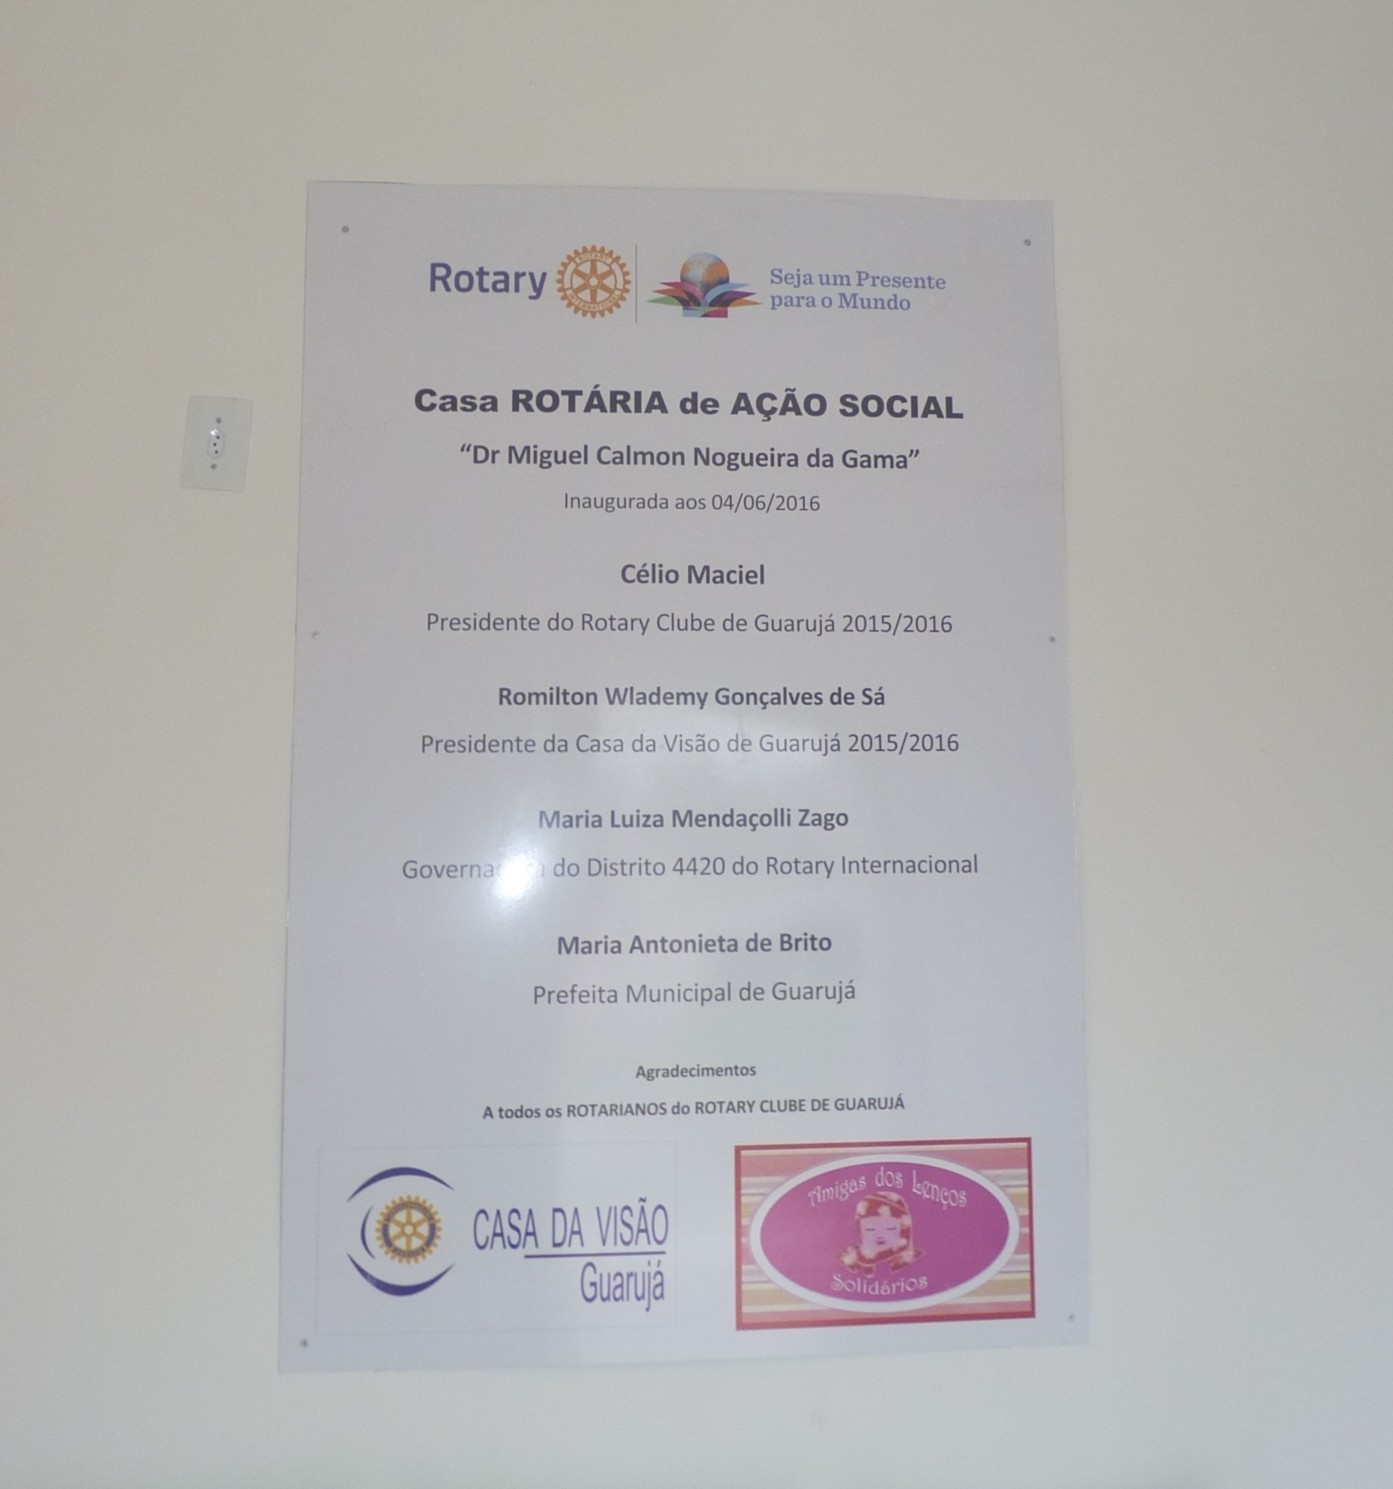 Rotary
Seja um Presente
para o Mundo
Casa ROTÁRIA de AÇÃO SOCIAL
“Dr Miguel Calmon Nogueira da Gama”
Inaugurada aos 04/06/2016
Célio Maciel
Presidente do Rotary Clube de Guarujá 2015/2016
Romilton Wlademy Gonçalves de Sá
Presidente da Casa da Visão de Guarujá 2015/2016
Maria Luiza Mendaçolli Zago
do Distrito 4420 do Rotary Internacional
Maria Antonieta de Brito
Prefeita Municipal de Guarujá
Agradecimentos
A todos os ROTARIANOS do ROTARY CLUBE DE GUARUJÁ
CASA DA VISÃO
Guarujá
Amigas dos Lenços
Solidários